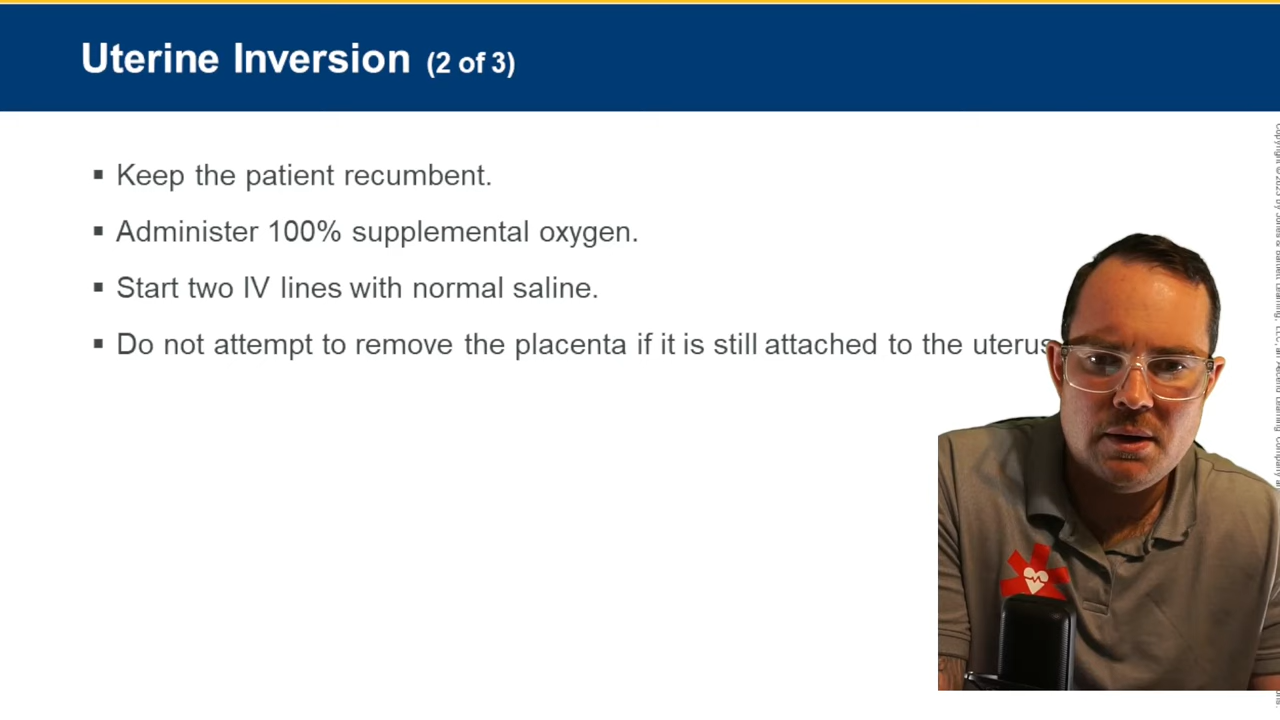 Uterine Inversion (2 of 3)
▪ Keep the patient recumbent.
▪ Administer 100% supplemental oxygen.
▪ Start two IV lines with normal saline.
▪ Do not attempt to remove the placenta if it is still attached to the uterus